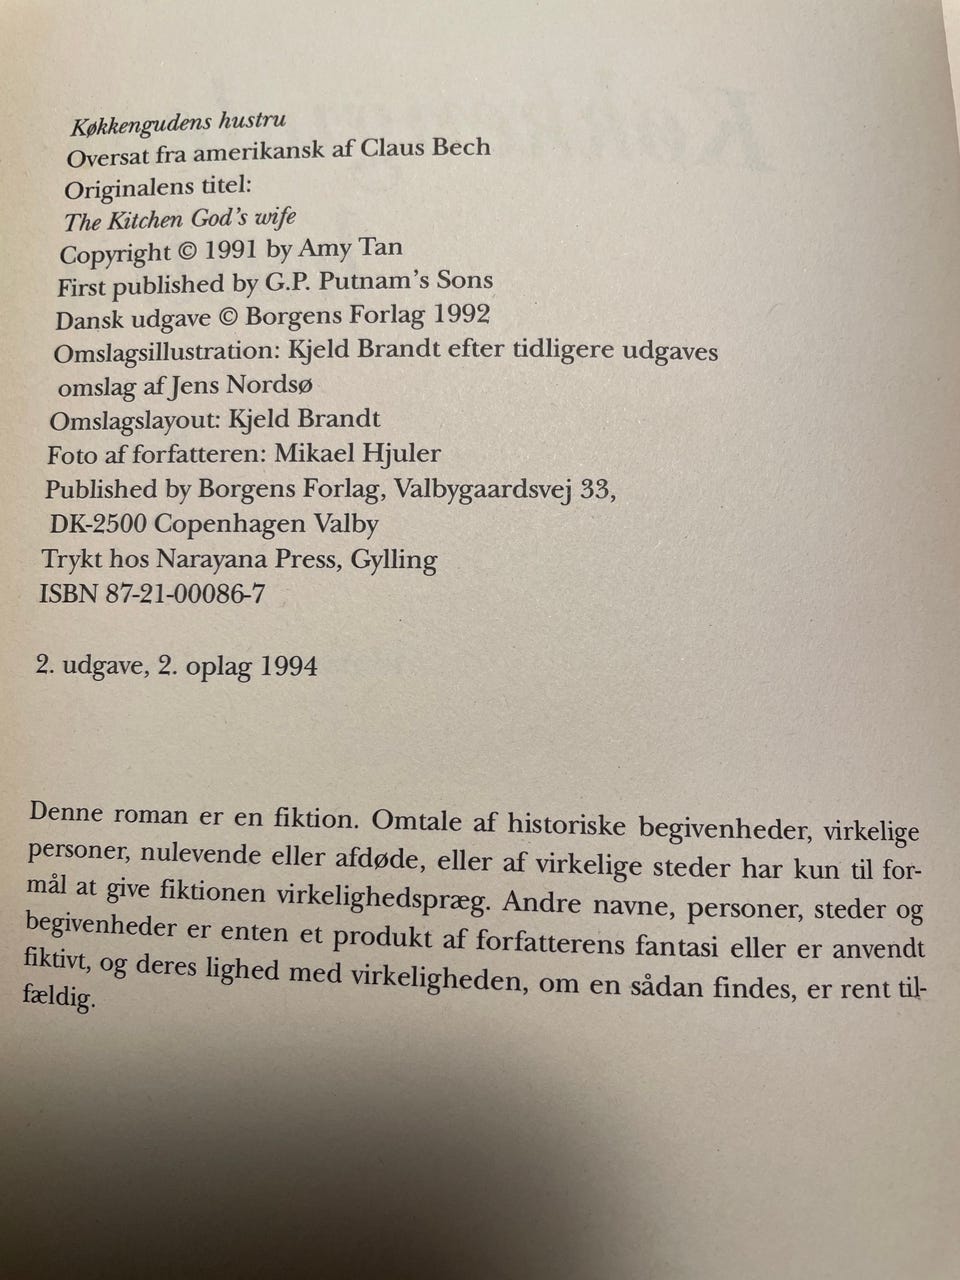 Køkkengudens hustru
Oversat fra amerikansk af Claus Bech
Originalens titel:
The Kitchen God's wife
Copyright © 1991 by Amy Tan
First published by G.P. Putnam's Sons
Dansk udgave © Borgens Forlag 1992
Omslagsillustration: Kjeld Brandt efter tidligere udgaves
omslag af Jens Nordsø
Omslagslayout: Kjeld Brandt
Foto af forfatteren: Mikael Hjuler
Published by Borgens Forlag, Valbygaardsvej 33,
DK-2500 Copenhagen Valby
Trykt hos Narayana Press, Gylling
ISBN 87-21-00086-7
2. udgave, 2. oplag 1994
Denne roman er en fiktion. Omtale af historiske begivenheder, virkelige
personer, nulevende eller afdøde, eller af virkelige steder har kun til for-
mål at give fiktionen virkelighedspræg. Andre navne, personer, steder og
begivenheder er enten et produkt af forfatterens fantasi eller er anvendt
fiktivt, og deres lighed med virkeligheden, om en sådan findes, er rent til-
fældig.